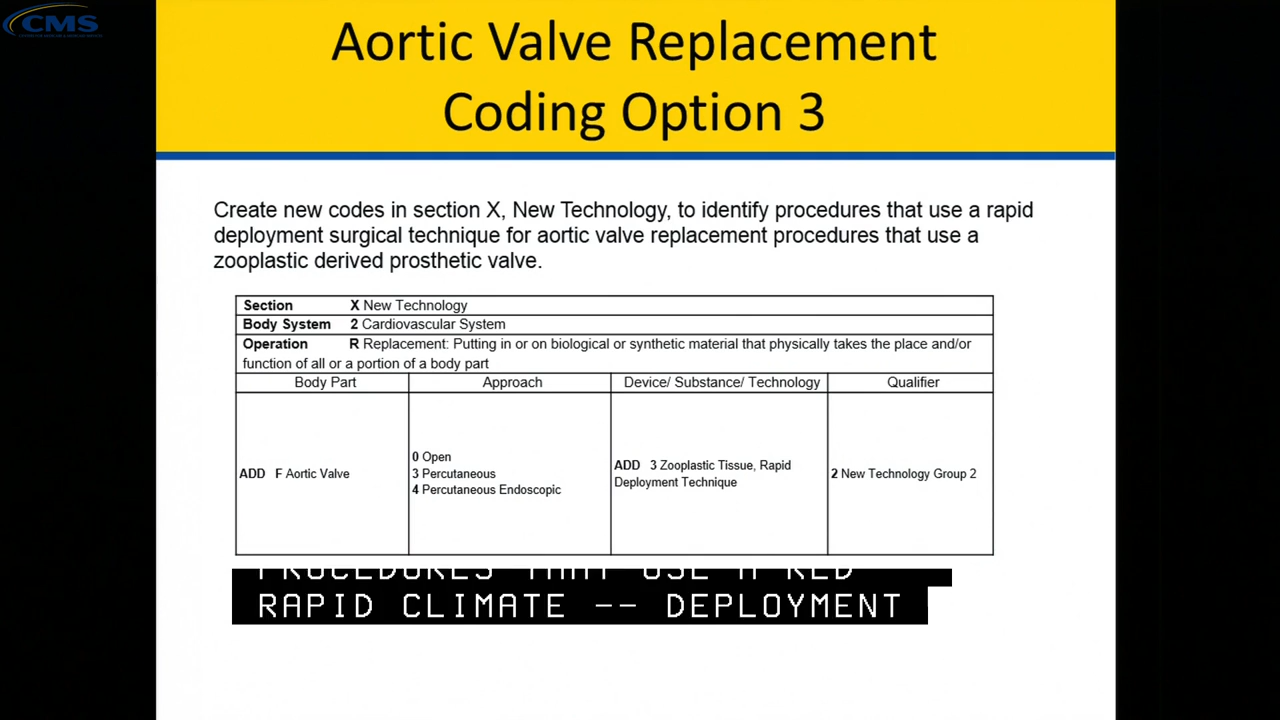 CMS
Aortic Valve Replacement
Coding Option 3
Create new codes in section X, New Technology, to identify procedures that use a rapid
deployment surgical technique for aortic valve replacement procedures that use a
zooplastic derived prosthetic valve.
Section X New Technology
Body System 2 Cardiovascular System
Operation R Replacement: Putting in or on biological or synthetic material that physically takes the place and/or
function of all or a portion of a body part
Body Part Approach Device/ Substance/ Technology Qualifier
ADD F Aortic Valve
0 Open
3 Percutaneous
4 Percutaneous Endoscopic
ADD 3 Zooplastic Tissue, Rapid
Deployment Technique
2 New Technology Group 2
PROCEDURES THAT USE A RED
RAPID CLIMATE -- DEPLOYMENT